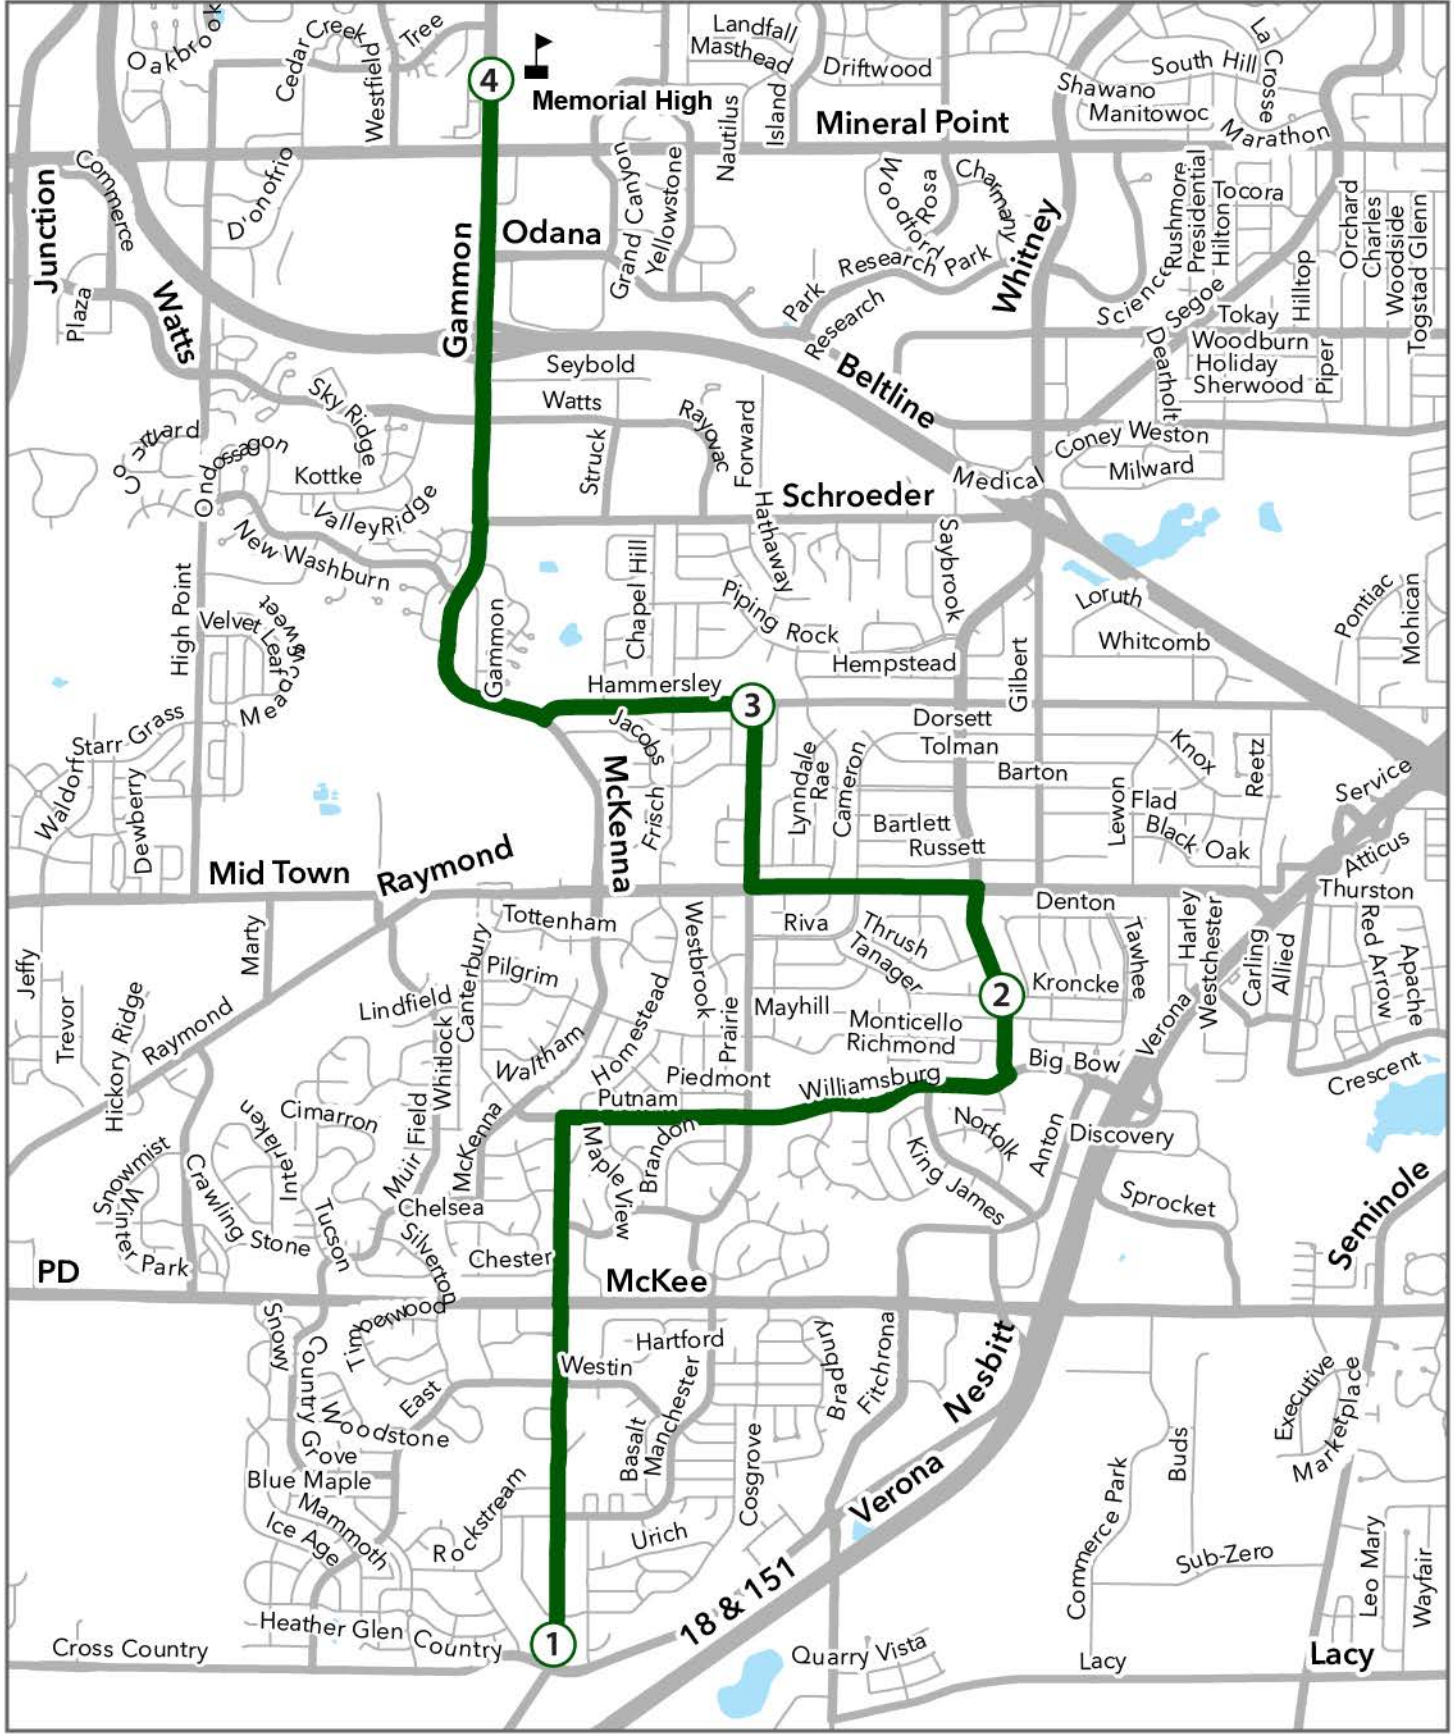 Oakbrook
Cedar
Creek
Tree
Westfield
4
Memorial High
Landfall
Masthead
Driftwood
Nautilus
Island
Mineral Point
La Crosse
South Hill
Shawano
Manitowoc
Marathon
Junction
Commerce
D'onofrio
Gammon
Odana
Grand Canyon
Yellowstone
Woodford
Rosa
Charmany
Research Park
Park
Research
Whitney
Science
Rushmore
Presidential
Hilton
Tocora
Segoe
Hilltop
Orchard
Charles
Woodside
Togstad Glenn
Plaza
Watts
Tokay
Woodburn
Holiday
Sherwood
Dearholt
Piper
Seybold
Beltline
Sky Ridge
Watts
Rayovac
Forward
Struck
Coney Weston
Milward
Medical
Courtyard
Ondossagon
Kottke
Valley Ridge
New Washburn
Schroeder
Hathaway
Saybrook
Chapel Hill
Piping Rock
Loruth
Whitcomb
Pontiac
Mohican
High Point
Velvet Leaf
Sweet
Meadow
Gammon
Hempstead
Gilbert
Hammersley
3
Jacobs
Dorsett
Tolman
Barton
Knox
Reetz
Starr Grass
Waldorf
Dewberry
McKenna
Frisch
Lynndale
Rae
Cameron
Bartlett
Russett
Lewon
Flad
Black Oak
Service
Atticus
Mid Town
Raymond
Thurston
Denton
Marty
Tottenham
Westbrook
Riva
Thrush
Tanager
Tawhee
Harley
Westchester
Carling
Allied
Red Arrow
Apache
Jeffy
Trevor
Hickory Ridge
Raymond
Lindfield
Canterbury
Pilgrim
Homestead
Prairie
Mayhill
2
Kroncke
Verona
Monticello
Richmond
Whitlock
Waltham
Piedmont
Williamsburg
Big Bow
Crescent
Putnam
Cimarron
Interlaken
Muir Field
McKenna
Maple View
Brandon
Norfolk
King James
Anton
Discovery
Snowmist
Winter Park
Crawling Stone
Tucson
Chelsea
Silverton
Chester
Sprocket
Seminole
PD
McKee
Snowy
Timberwood
Hartford
Westin
Manchester
Bradbury
Fitchrona
Nesbitt
Executive
Marketplace
Country Grove
East
Woodstone
Basalt
Cosgrove
Buds
Blue Maple
Mammoth
Ice Age
Rockstream
Urich
Verona
Commerce Park
Sub-Zero
Leo Mary
Wayfair
18 & 151
Heather Glen
Country
Cross Country
1
Quarry Vista
Lacy
Lacy